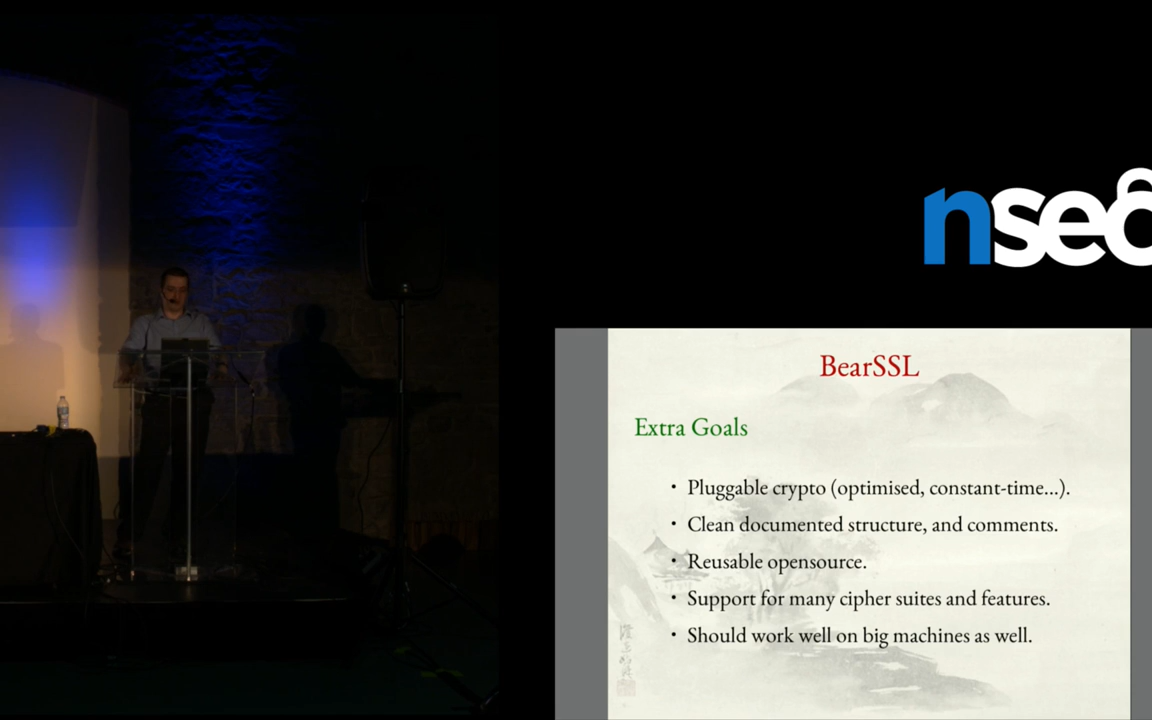 nsec
BearSSL
Extra Goals
• Pluggable crypto (optimised, constant-time...).
• Clean documented structure, and comments.
• Reusable opensource.
• Support for many cipher suites and features.
• Should work well on big machines as well.